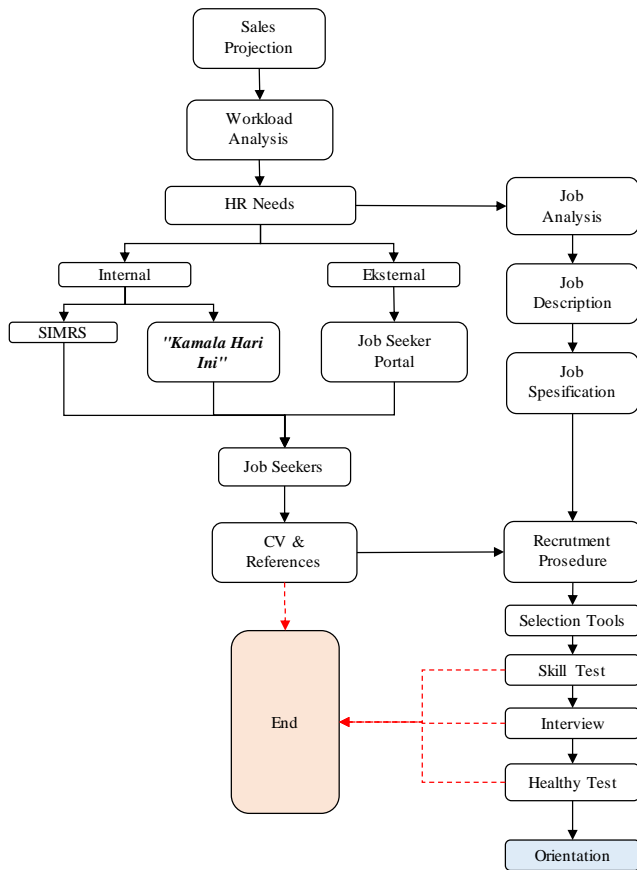 Sales
Projection
Workload
Analysis
HR Needs
Job
Analysis
Internal
Eksternal
Job
Description
SIMRS
"Kamala Hari
Ini"
Job Seeker
Portal
Job
Spesification
Job Seekers
CV &
References
Recrutment
Prosedure
Selection Tools
Skill Test
End
Interview
Healthy Test
Orientation